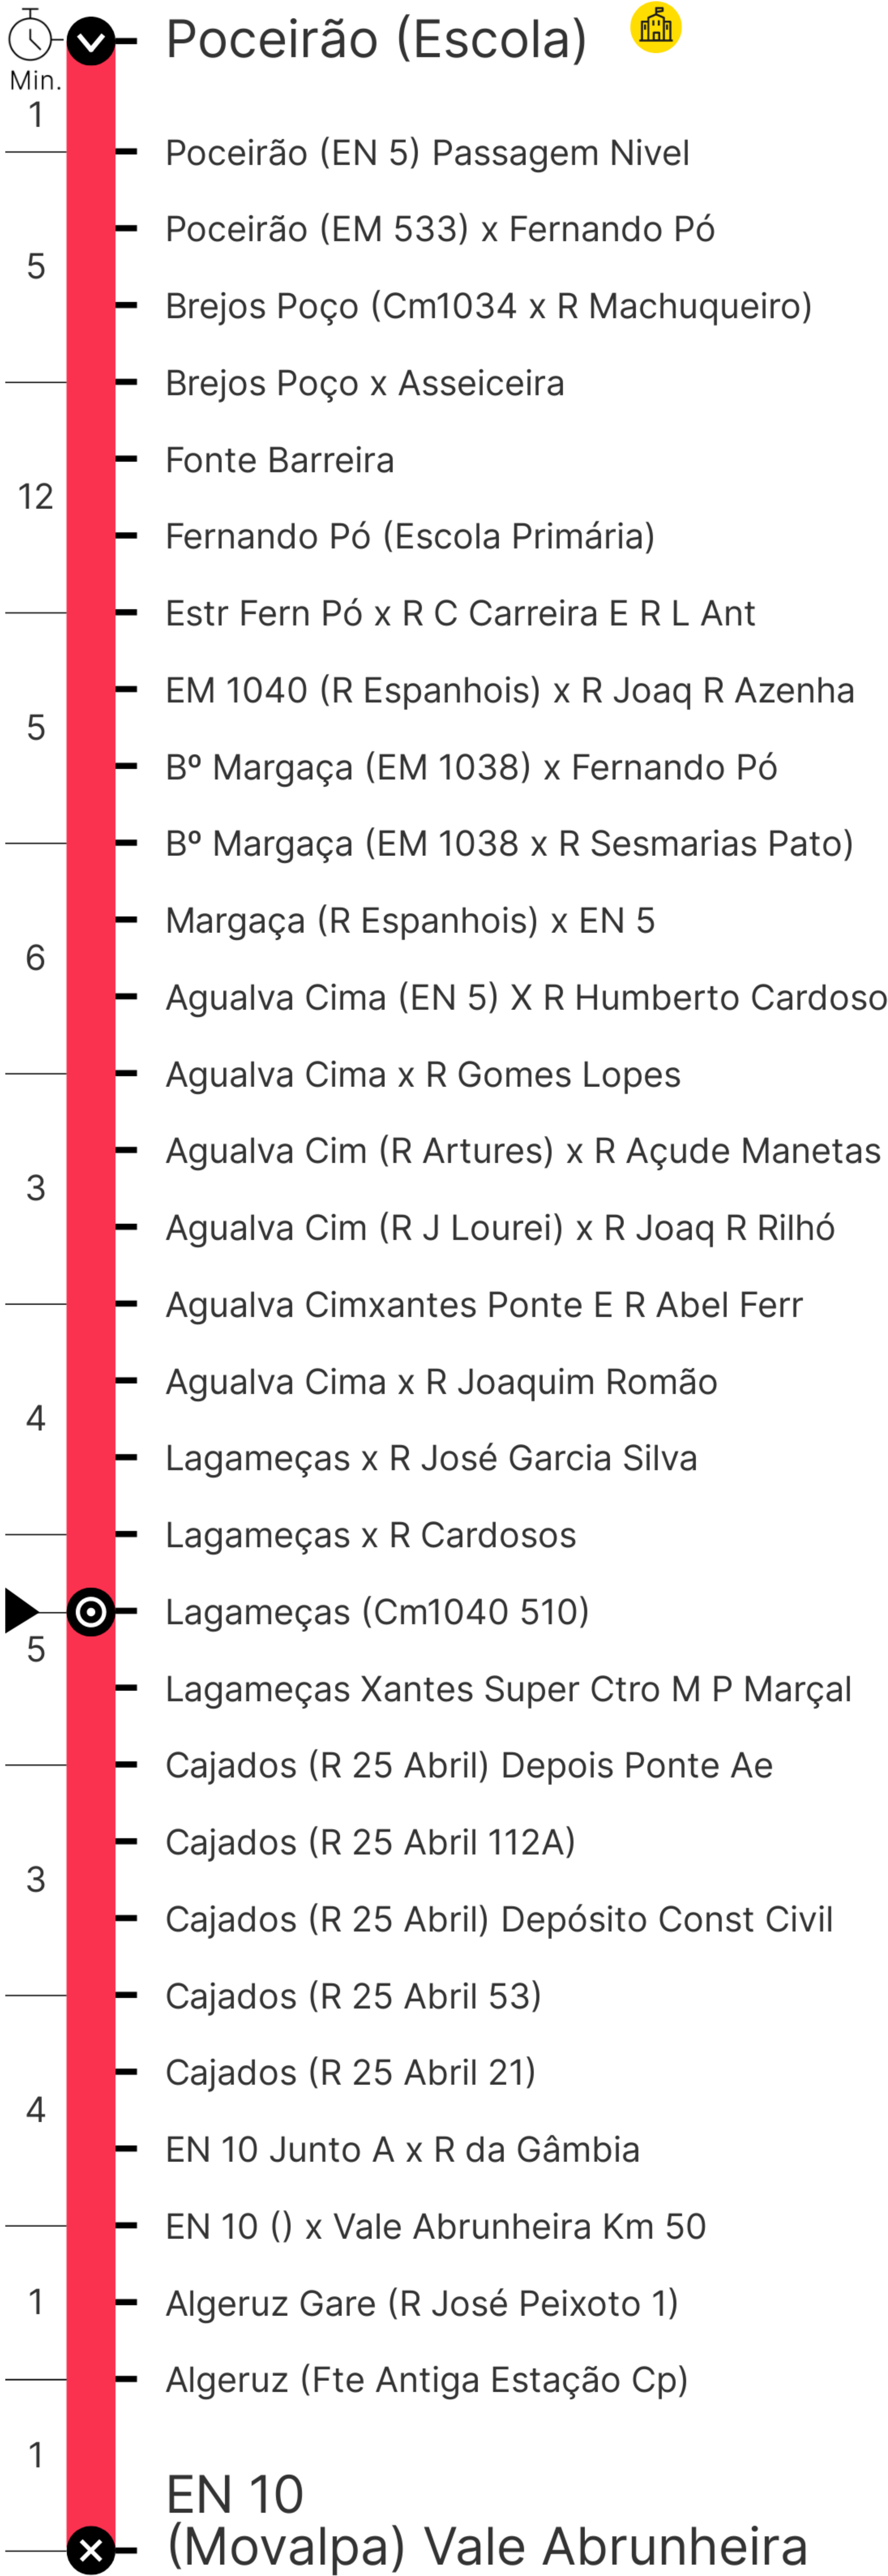 Poceirão (Escola)
Min.
1
Poceirão (EN 5) Passagem Nivel
Poceirão (EM 533) x Fernando Pó
5
Brejos Poço (Cm1034 x R Machuqueiro)
Brejos Poço x Asseiceira
Fonte Barreira
12
Fernando Pó (Escola Primária)
Estr Fern Pó x R C Carreira E R L Ant
EM 1040 (R Espanhois) x R Joaq R Azenha
5
Bº Margaça (EM 1038) x Fernando Pó
Bº Margaça (EM 1038 x R Sesmarias Pato)
Margaça (R Espanhois) x EN 5
6
Agualva Cima (EN 5) X R Humberto Cardoso
Agualva Cima x R Gomes Lopes
Agualva Cim (R Artures) x R Açude Manetas
3
Agualva Cim (R J Lourei) x R Joaq R Rilhó
Agualva Cimxantes Ponte E R Abel Ferr
Agualva Cima x R Joaquim Romão
4
Lagameças x R José Garcia Silva
Lagameças x R Cardosos
Lagameças (Cm1040 510)
5
Lagameças Xantes Super Ctro M P Marçal
Cajados (R 25 Abril) Depois Ponte Ae
Cajados (R 25 Abril 112A)
3
Cajados (R 25 Abril) Depósito Const Civil
Cajados (R 25 Abril 53)
Cajados (R 25 Abril 21)
4
EN 10 Junto A x R da Gâmbia
EN 10 () x Vale Abrunheira Km 50
1
Algeruz Gare (R José Peixoto 1)
Algeruz (Fte Antiga Estação Cp)
1
EN 10
(Movalpa) Vale Abrunheira